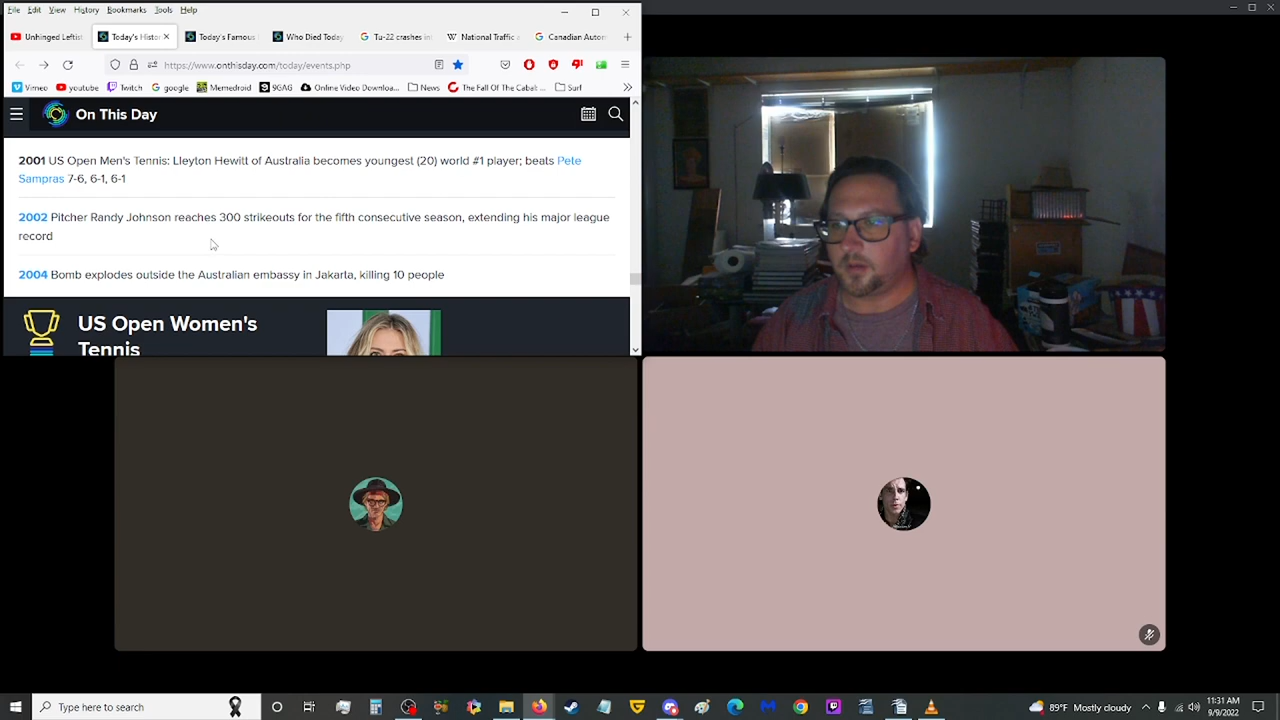 File Edit View History Bookmarks Tools Help
Unhinged Leftis
Today's Histor
Today's Famous
Who Died Today
Tu-22 crashes in
National Traffic a
Canadian Autom
https://www.onthisday.com/today/events.php
Vimeo youtube Twitch google Memedroid 9GAG Online Video Downloa... News The Fall Of The Cabal: ... Surf
On This Day
2001 US Open Men's Tennis: Lleyton Hewitt of Australia becomes youngest (20) world #1 player; beats Pete
Sampras 7-6, 6-1, 6-1
2002 Pitcher Randy Johnson reaches 300 strikeouts for the fifth consecutive season, extending his major league
record
2004 Bomb explodes outside the Australian embassy in Jakarta, killing 10 people
US Open Women's
Tennis
Type here to search
89°F Mostly cloudy
11:31 AM
9/9/2022